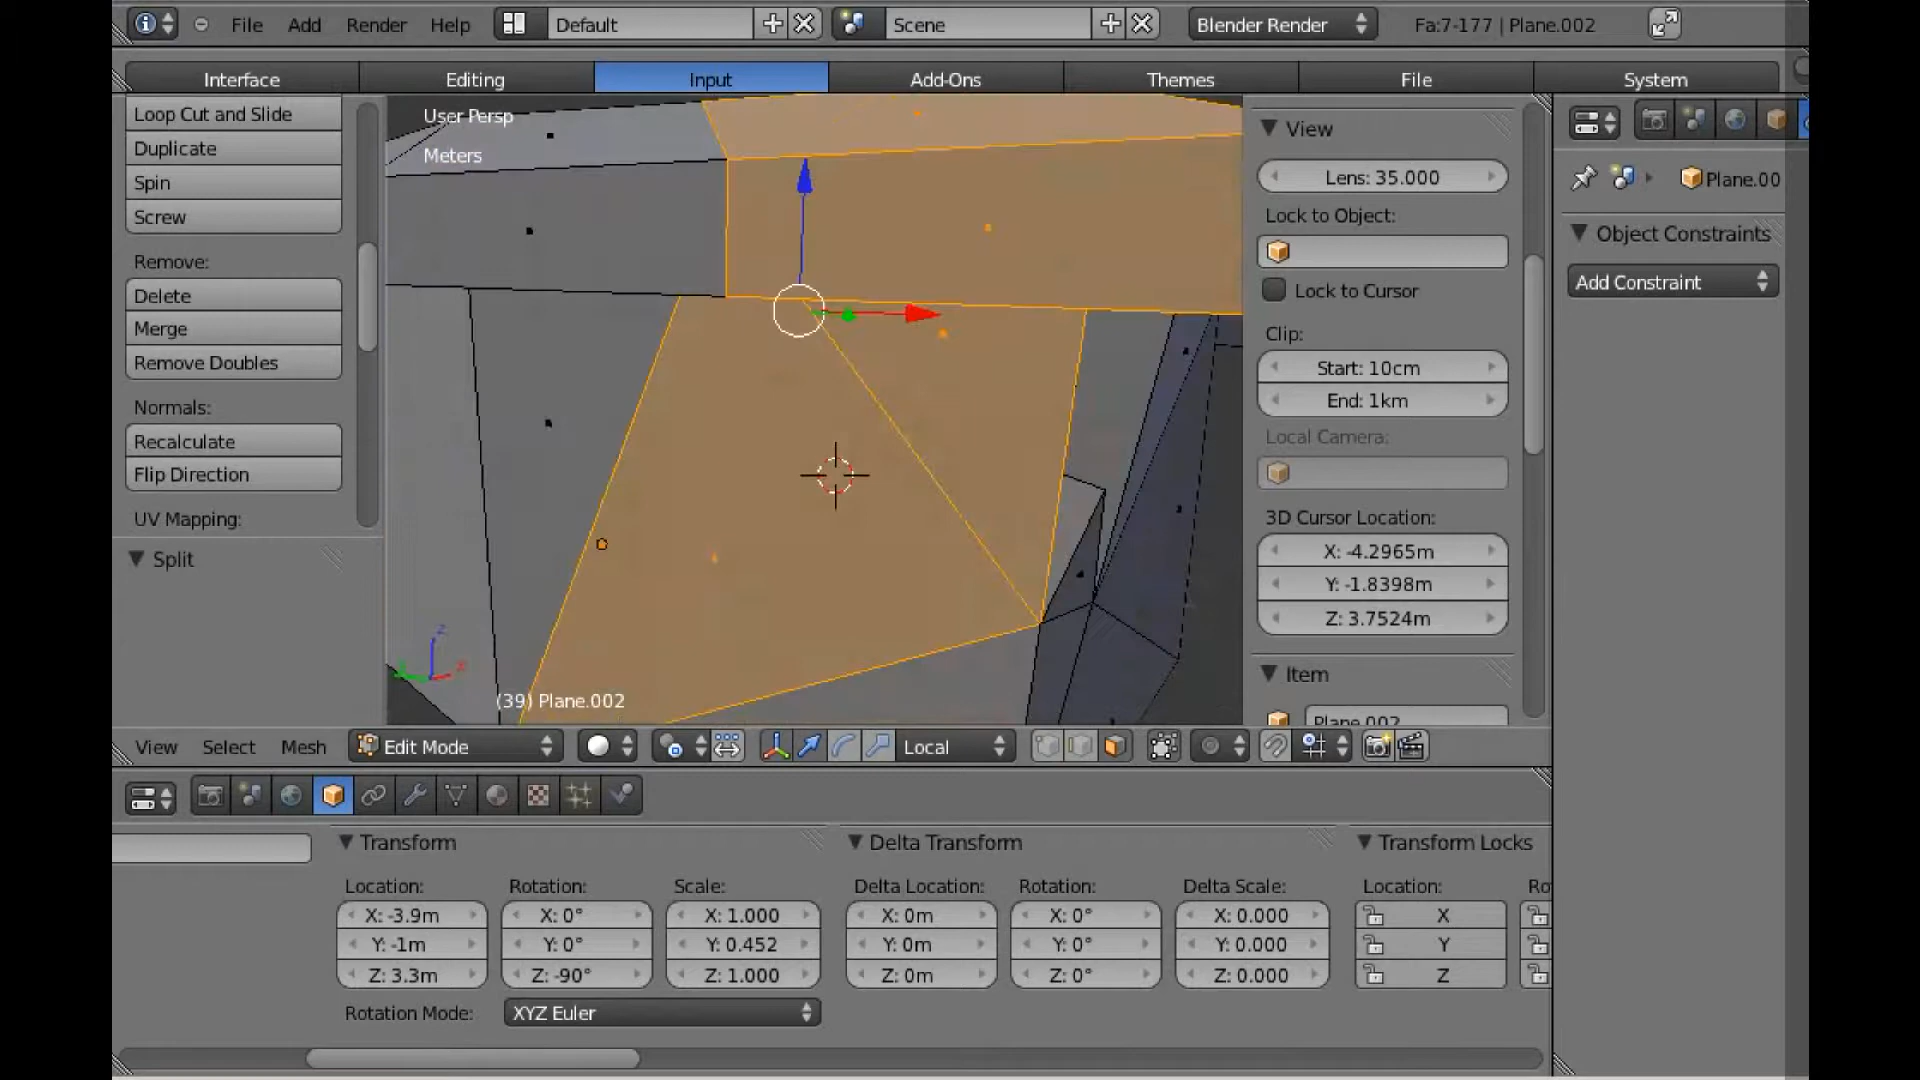 File Add Render Help Default Scene Blender Render Fa:7-177 | Plane.002
Interface Editing Input Add-Ons Themes File System
Loop Cut and Slide
Duplicate
Spin
Screw
Remove:
Delete
Merge
Remove Doubles
Normals:
Recalculate
Flip Direction
UV Mapping:
Split
User Persp
Meters
z
x
(39) Plane.002
View
Lens: 35.000
Lock to Object:
Lock to Cursor
Clip:
Start: 10cm
End: 1km
Local Camera:
3D Cursor Location:
X: -4.2965m
Y: -1.8398m
Z: 3.7524m
Item
Plane.002
Plane.00
Object Constraints
Add Constraint
View Select Mesh Edit Mode Local
Transform Delta Transform Transform Locks
Location: Rotation: Scale: Delta Location: Rotation: Delta Scale: Location: Ro
X: -3.9m X: 0° X: 1.000 X: 0m X: 0° X: 0.000 X
Y: -1m Y: 0° Y: 0.452 Y: 0m Y: 0° Y: 0.000 Y
Z: 3.3m Z: -90° Z: 1.000 Z: 0m Z: 0° Z: 0.000 Z
Rotation Mode: XYZ Euler